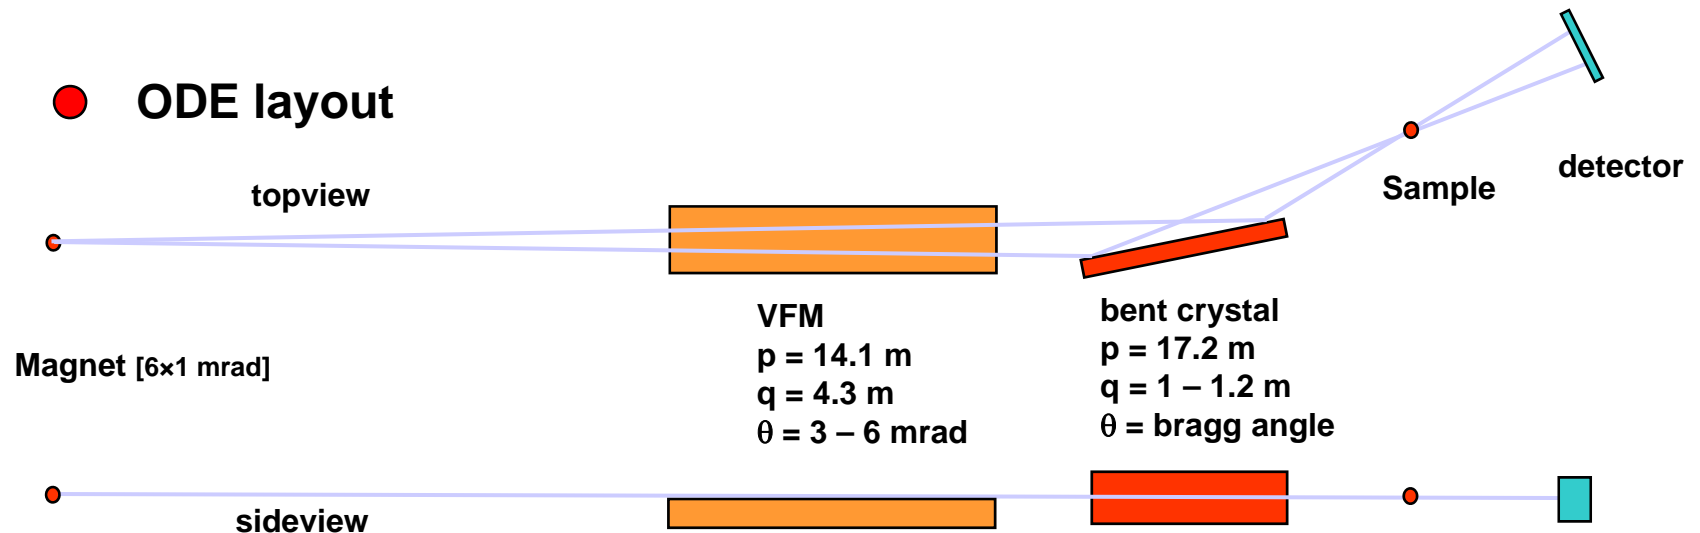 ODE layout
topview
Sample
detector
Magnet [6×1 mrad]
VFM
p = 14.1 m
q = 4.3 m
θ = 3 – 6 mrad
bent crystal
p = 17.2 m
q = 1 – 1.2 m
θ = bragg angle
sideview